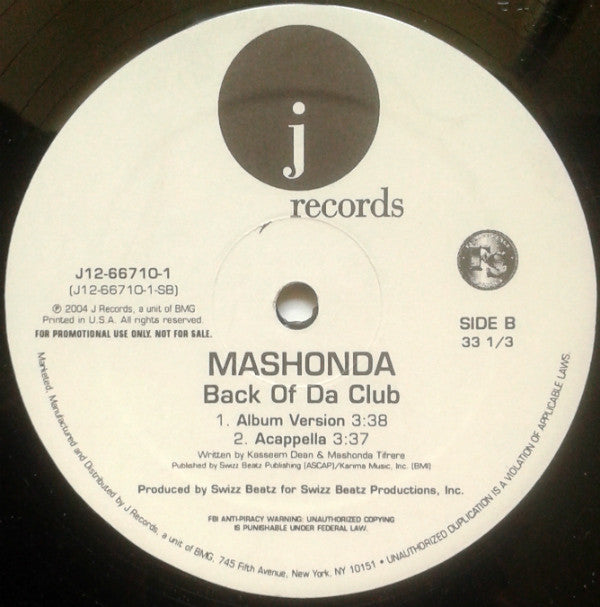 j
records
J12-66710-1
(J12-66710-1-SB)
℗ 2004 J Records, a unit of BMG
Printed in U.S.A. All rights reserved.
FOR PROMOTIONAL USE ONLY. NOT FOR SALE.
FS
SIDE B
33 1/3
MASHONDA
Back Of Da Club
1. Album Version 3:38
2. Acappella 3:37
Written by Kasseem Dean & Mashonda Tifrere
Published by Swizz Beatz Publishing (ASCAP)/Karima Music, Inc. (BMI)
Produced by Swizz Beatz for Swizz Beatz Productions, Inc.
FBI ANTI-PIRACY WARNING: UNAUTHORIZED COPYING
IS PUNISHABLE UNDER FEDERAL LAW.
Marketed, Manufactured and Distributed by J Records, a unit of BMG, 745 Fifth Avenue, New York, NY 10151 • UNAUTHORIZED DUPLICATION IS A VIOLATION OF APPLICABLE LAWS.